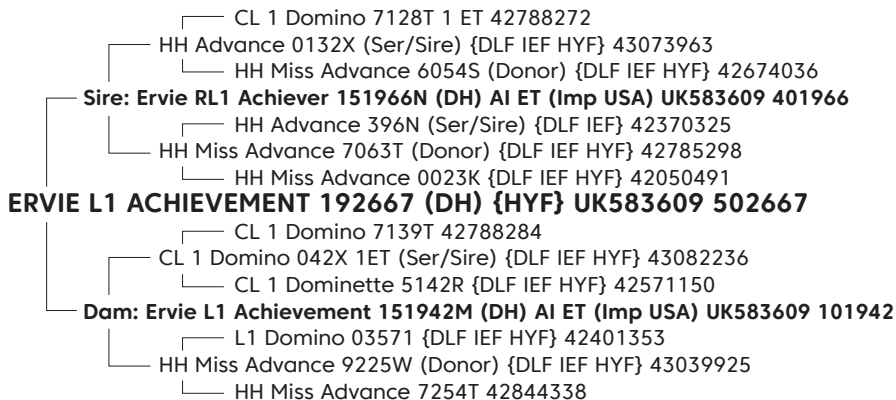 CL 1 Domino 7128T 1 ET 42788272
HH Advance 0132X (Ser/Sire) {DLF IEF HYF} 43073963
HH Miss Advance 6054S (Donor) {DLF IEF HYF} 42674036
Sire: Ervie RL1 Achiever 151966N (DH) AI ET (Imp USA) UK583609 401966
HH Advance 396N (Ser/Sire) {DLF IEF} 42370325
HH Miss Advance 7063T (Donor) {DLF IEF HYF} 42785298
HH Miss Advance 0023K {DLF IEF HYF} 42050491
ERVIE L1 ACHIEVEMENT 192667 (DH) {HYF} UK583609 502667
CL 1 Domino 7139T 42788284
CL 1 Domino 042X 1ET (Ser/Sire) {DLF IEF HYF} 43082236
CL 1 Dominette 5142R {DLF IEF HYF} 42571150
Dam: Ervie L1 Achievement 151942M (DH) AI ET (Imp USA) UK583609 101942
L1 Domino 03571 {DLF IEF HYF} 42401353
HH Miss Advance 9225W (Donor) {DLF IEF HYF} 43039925
HH Miss Advance 7254T 42844338